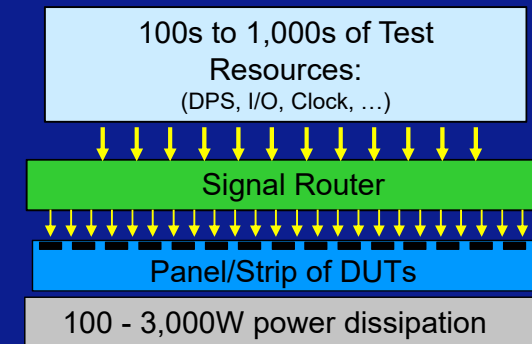 100s to 1,000s of Test
Resources:
(DPS, I/O, Clock, ...)
Signal Router
Panel/Strip of DUTs
100 - 3,000W power dissipation